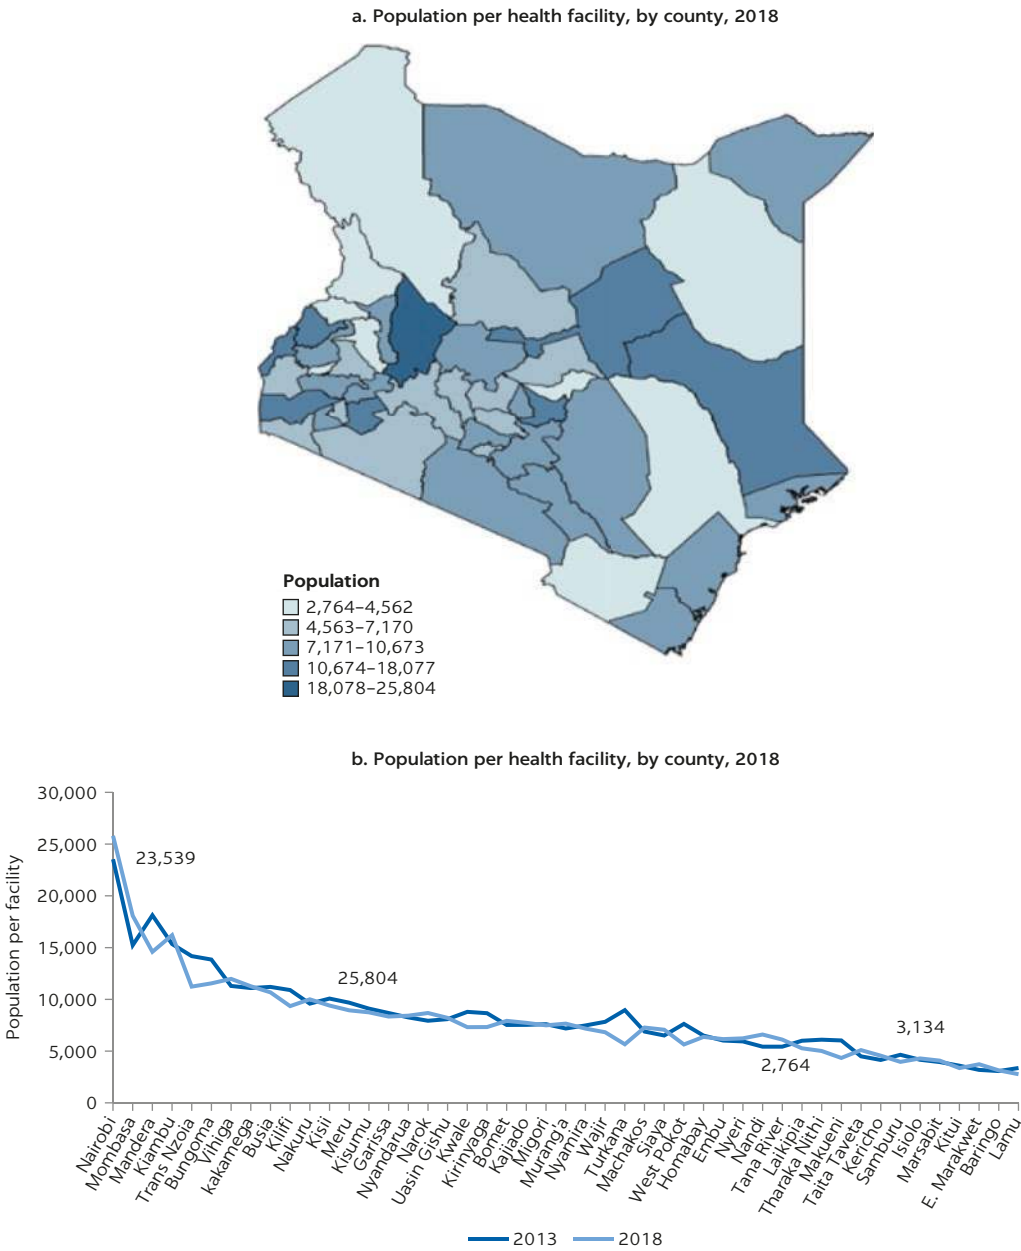 a. Population per health facility, by county, 2018
Population
2,764–4,562
4,563–7,170
7,171–10,673
10,674–18,077
18,078–25,804
b. Population per health facility, by county, 2018
Population per facility
30,000
25,000
20,000
15,000
10,000
5,000
0
23,539
25,804
2,764
3,134
Nairobi
Mombasa
Mandera
Kiambu
Trans Nzoia
Bungoma
Vihiga
kakamega
Busia
Kilifi
Nakuru
Kisii
Meru
Kisumu
Garissa
Nyandarua
Narok
Uasin Gishu
Kwale
Kirinyaga
Bomet
Kajiado
Migori
Murang'a
Nyamira
Wajir
Turkana
Machakos
Siaya
West Pokot
Homabay
Embu
Nyeri
Nandi
Tana River
Laikipia
Tharaka Nithi
Makueni
Taita Taveta
Kericho
Samburu
Isiolo
Marsabit
Kitui
E. Marakwet
Baringo
Lamu
2013
2018